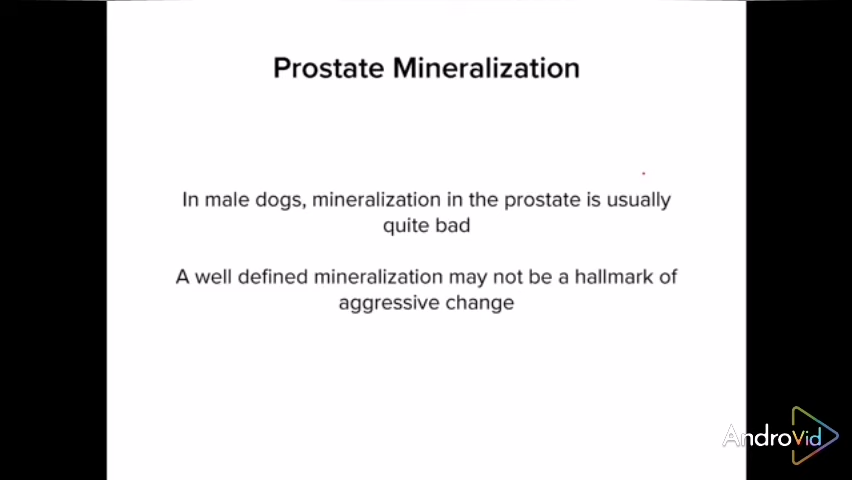 Prostate Mineralization
In male dogs, mineralization in the prostate is usually
quite bad
A well defined mineralization may not be a hallmark of
aggressive change
AndroVid